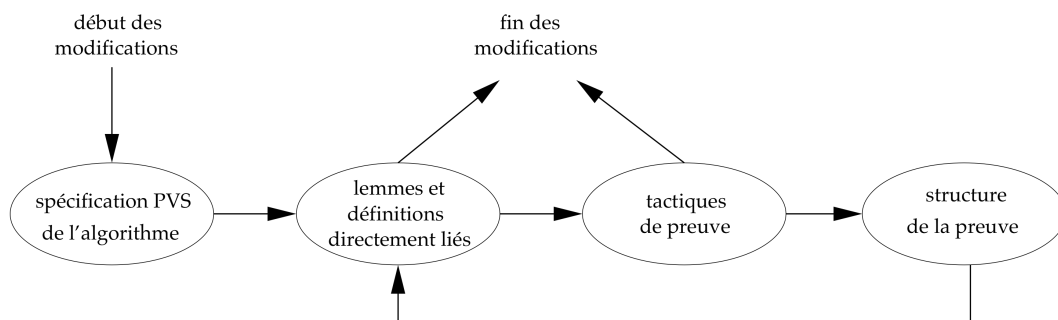 début des
modifications
fin des
modifications
spécification PVS
de l'algorithme
lemmes et
définitions
directement liés
tactiques
de preuve
structure
de la preuve